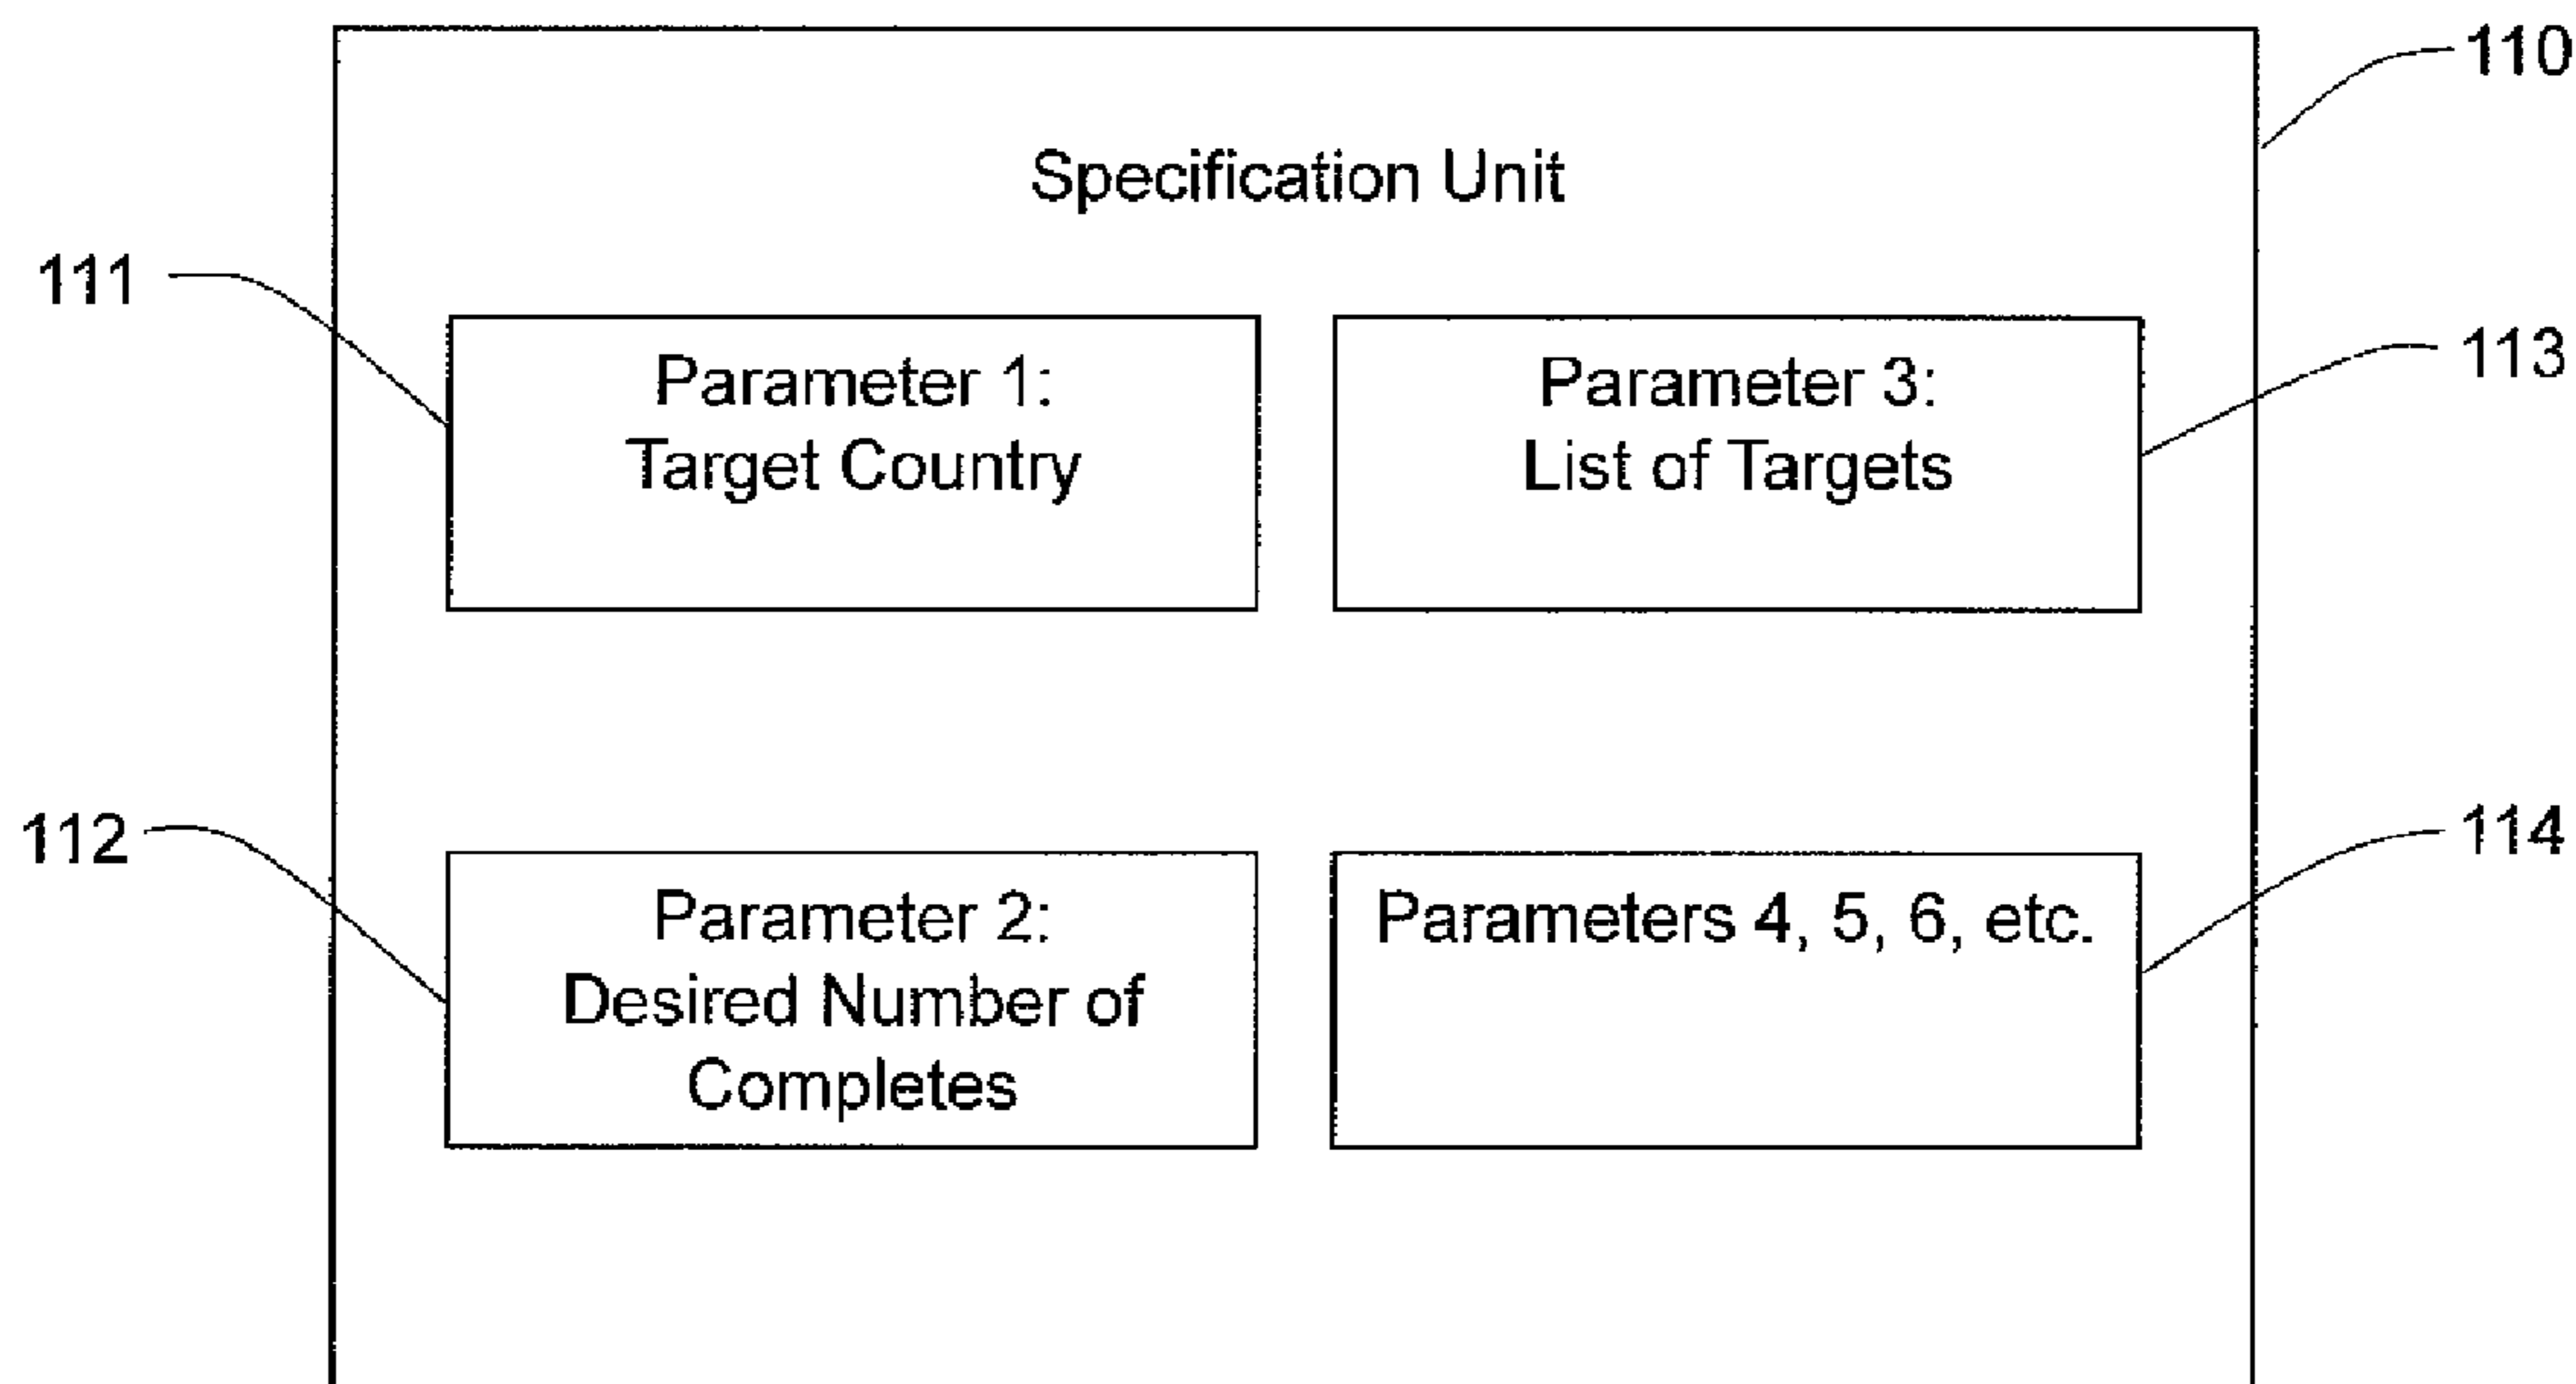 110
Specification Unit
111
Parameter 1:
Target Country
113
Parameter 3:
List of Targets
112
Parameter 2:
Desired Number of
Completes
114
Parameters 4, 5, 6, etc.